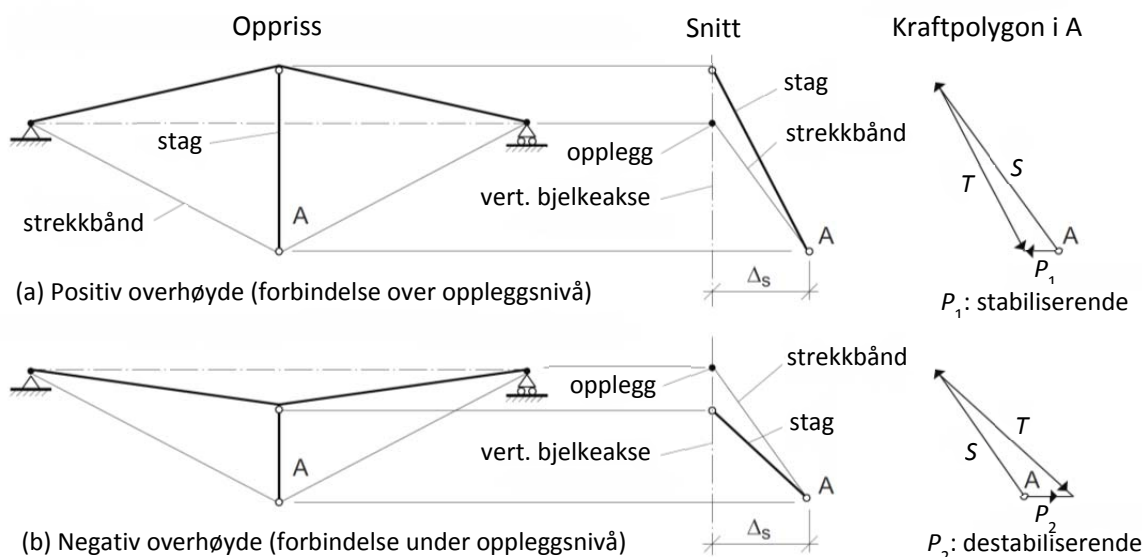 Oppriss
Snitt
Kraftpolygon i A
stag
strekkbånd
A
stag
strekkbånd
opplegg
vert. bjelkeakse
A
Δs
T
S
A
P1
(a) Positiv overhøyde (forbindelse over oppleggsnivå)
P1: stabiliserende
A
strekkbånd
opplegg
stag
vert. bjelkeakse
A
Δs
T
S
A
P2
(b) Negativ overhøyde (forbindelse under oppleggsnivå)
P2: destabiliserende